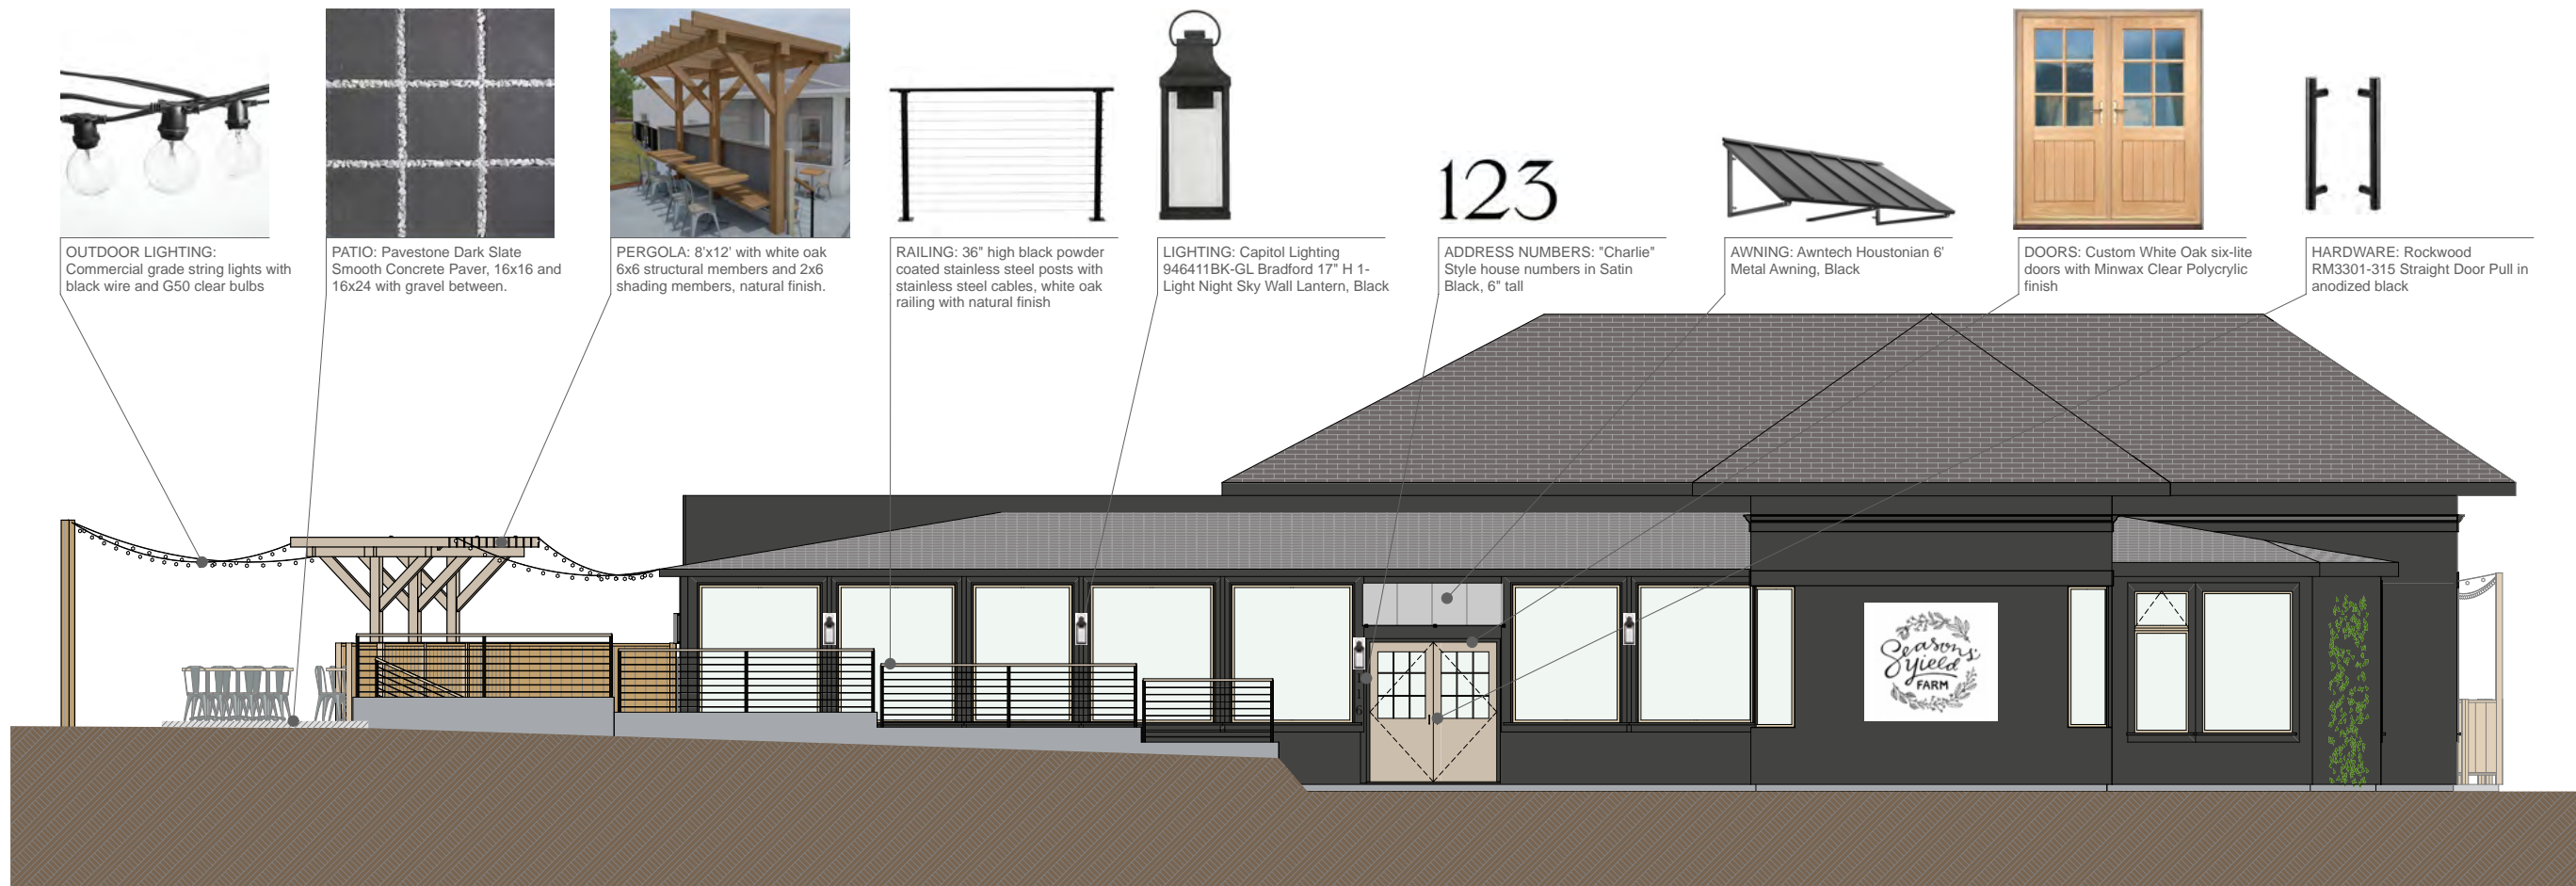 123
OUTDOOR LIGHTING:
Commercial grade string lights with
black wire and G50 clear bulbs
PATIO: Pavestone Dark Slate
Smooth Concrete Paver, 16x16 and
16x24 with gravel between.
PERGOLA: 8'x12' with white oak
6x6 structural members and 2x6
shading members, natural finish.
RAILING: 36" high black powder
coated stainless steel posts with
stainless steel cables, white oak
railing with natural finish
LIGHTING: Capitol Lighting
946411BK-GL Bradford 17" H 1-
Light Night Sky Wall Lantern, Black
ADDRESS NUMBERS: "Charlie"
Style house numbers in Satin
Black, 6" tall
AWNING: Awntech Houstonian 6'
Metal Awning, Black
DOORS: Custom White Oak six-lite
doors with Minwax Clear Polycrylic
finish
HARDWARE: Rockwood
RM3301-315 Straight Door Pull in
anodized black
Seasons'
yield
FARM